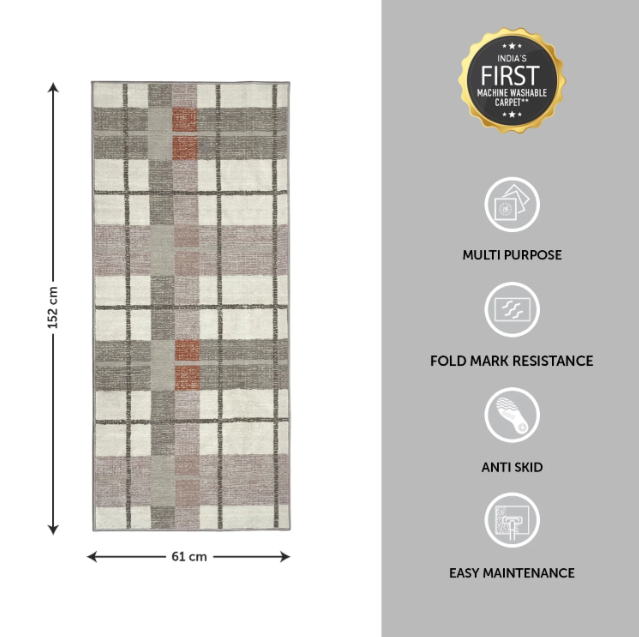 152 cm
61 cm
INDIA'S
FIRST
MACHINE WASHABLE
CARPET**
MULTI PURPOSE
FOLD MARK RESISTANCE
ANTI SKID
EASY MAINTENANCE